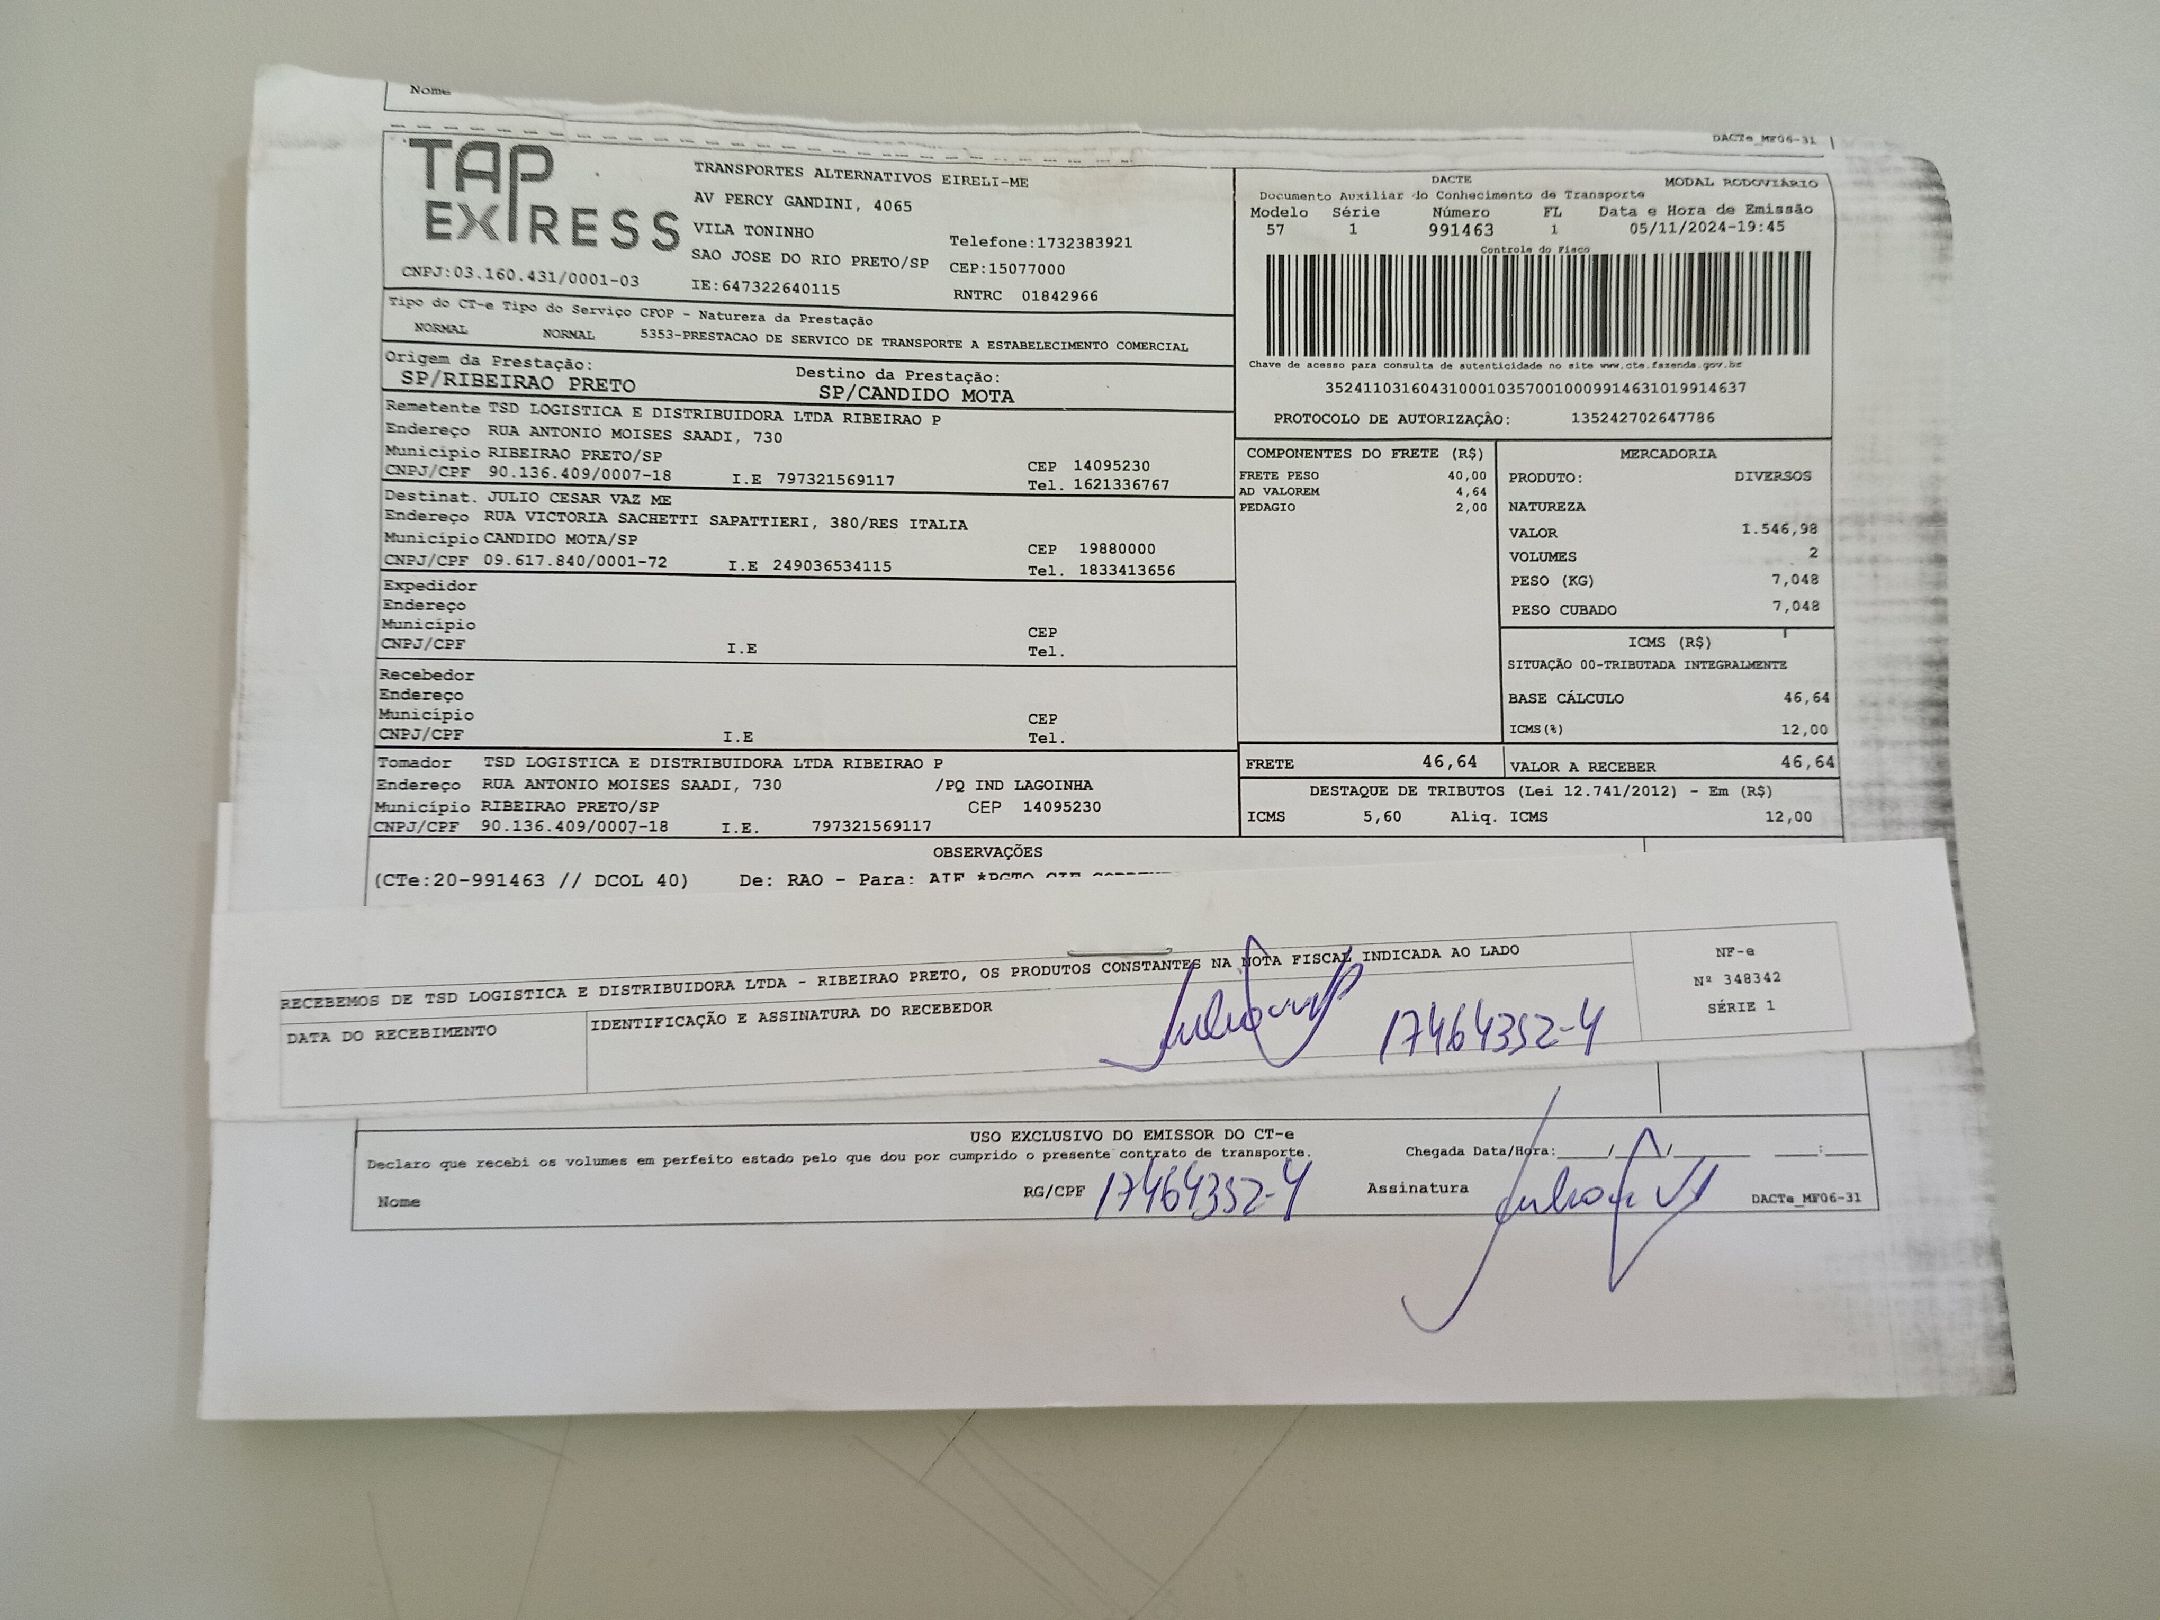 Nome
DACTe_MF06-31
TAP EXPRESS
CNPJ:03.160.431/0001-03
TRANSPORTES ALTERNATIVOS EIRELI-ME
AV PERCY GANDINI, 4065
VILA TONINHO
Telefone:1732383921
SAO JOSE DO RIO PRETO/SP CEP:15077000
IE:647322640115 RNTRC 01842966
DACTE MODAL RODOVIÁRIO
Documento Auxiliar do Conhecimento de Transporte
Modelo Série Número FL Data e Hora de Emissão
57 1 991463 1 05/11/2024-19:45
Controle do Fisco
Chave de acesso para consulta de autenticidade no site www.cte.fazenda.gov.br
35241103160431000103570010009914631019914637
PROTOCOLO DE AUTORIZAÇÂO: 135242702647786
Tipo do CT-e Tipo do Serviço CFOP - Natureza da Prestação
NORMAL NORMAL 5353-PRESTACAO DE SERVICO DE TRANSPORTE A ESTABELECIMENTO COMERCIAL
Origem da Prestação: Destino da Prestação:
SP/RIBEIRAO PRETO SP/CANDIDO MOTA
Remetente TSD LOGISTICA E DISTRIBUIDORA LTDA RIBEIRAO P
Endereço RUA ANTONIO MOISES SAADI, 730
Município RIBEIRAO PRETO/SP CEP 14095230
CNPJ/CPF 90.136.409/0007-18 I.E 797321569117 Tel. 1621336767
Destinat. JULIO CESAR VAZ ME
Endereço RUA VICTORIA SACHETTI SAPATTIERI, 380/RES ITALIA
Município CANDIDO MOTA/SP CEP 19880000
CNPJ/CPF 09.617.840/0001-72 I.E 249036534115 Tel. 1833413656
Expedidor
Endereço
Município CEP
CNPJ/CPF I.E Tel.
Recebedor
Endereço
Município CEP
CNPJ/CPF I.E Tel.
Tomador TSD LOGISTICA E DISTRIBUIDORA LTDA RIBEIRAO P
Endereço RUA ANTONIO MOISES SAADI, 730 /PQ IND LAGOINHA
Município RIBEIRAO PRETO/SP CEP 14095230
CNPJ/CPF 90.136.409/0007-18 I.E. 797321569117
COMPONENTES DO FRETE (R$)
FRETE PESO 40,00
AD VALOREM 4,64
PEDAGIO 2,00
MERCADORIA
PRODUTO: DIVERSOS
NATUREZA
VALOR 1.546,98
VOLUMES 2
PESO (KG) 7,048
PESO CUBADO 7,048
ICMS (R$)
SITUAÇÃO 00-TRIBUTADA INTEGRALMENTE
BASE CÁLCULO 46,64
ICMS(%) 12,00
FRETE 46,64 VALOR A RECEBER 46,64
DESTAQUE DE TRIBUTOS (Lei 12.741/2012) - Em (R$)
ICMS 5,60 Aliq. ICMS 12,00
OBSERVAÇÕES
(CTe:20-991463 // DCOL 40) De: RAO - Para:
RECEBEMOS DE TSD LOGISTICA E DISTRIBUIDORA LTDA - RIBEIRAO PRETO, OS PRODUTOS CONSTANTES NA NOTA FISCAL INDICADA AO LADO
DATA DO RECEBIMENTO IDENTIFICAÇÃO E ASSINATURA DO RECEBEDOR
17464352-4
NF-e
Nº 348342
SÉRIE 1
USO EXCLUSIVO DO EMISSOR DO CT-e
Declaro que recebi os volumes em perfeito estado pelo que dou por cumprido o presente contrato de transporte. Chegada Data/Hora:____/____/________ ____:____
Nome RG/CPF 17464352-4 Assinatura DACTe_MF06-31